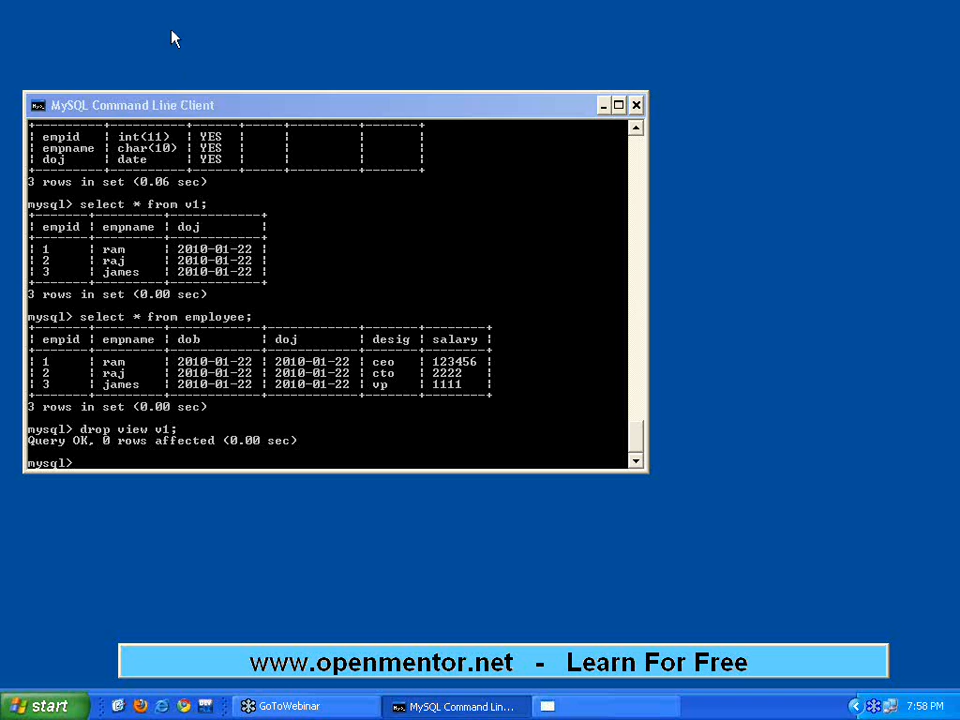 MySQL Command Line Client
+---------+----------+------+-----+---------+-------+
| empid | int(11) | YES | | | |
| empname | char(10) | YES | | | |
| doj | date | YES | | | |
+---------+----------+------+-----+---------+-------+
3 rows in set (0.06 sec)
mysql> select * from v1;
+-------+---------+------------+
| empid | empname | doj |
+-------+---------+------------+
| 1 | ram | 2010-01-22 |
| 2 | raj | 2010-01-22 |
| 3 | james | 2010-01-22 |
+-------+---------+------------+
3 rows in set (0.00 sec)
mysql> select * from employee;
+-------+---------+------------+------------+-------+--------+
| empid | empname | dob | doj | desig | salary |
+-------+---------+------------+------------+-------+--------+
| 1 | ram | 2010-01-22 | 2010-01-22 | ceo | 123456 |
| 2 | raj | 2010-01-22 | 2010-01-22 | cto | 2222 |
| 3 | james | 2010-01-22 | 2010-01-22 | vp | 1111 |
+-------+---------+------------+------------+-------+--------+
3 rows in set (0.00 sec)
mysql> drop view v1;
Query OK, 0 rows affected (0.00 sec)
mysql>
www.openmentor.net - Learn For Free
start GoToWebinar MySQL Command Lin... 7:58 PM